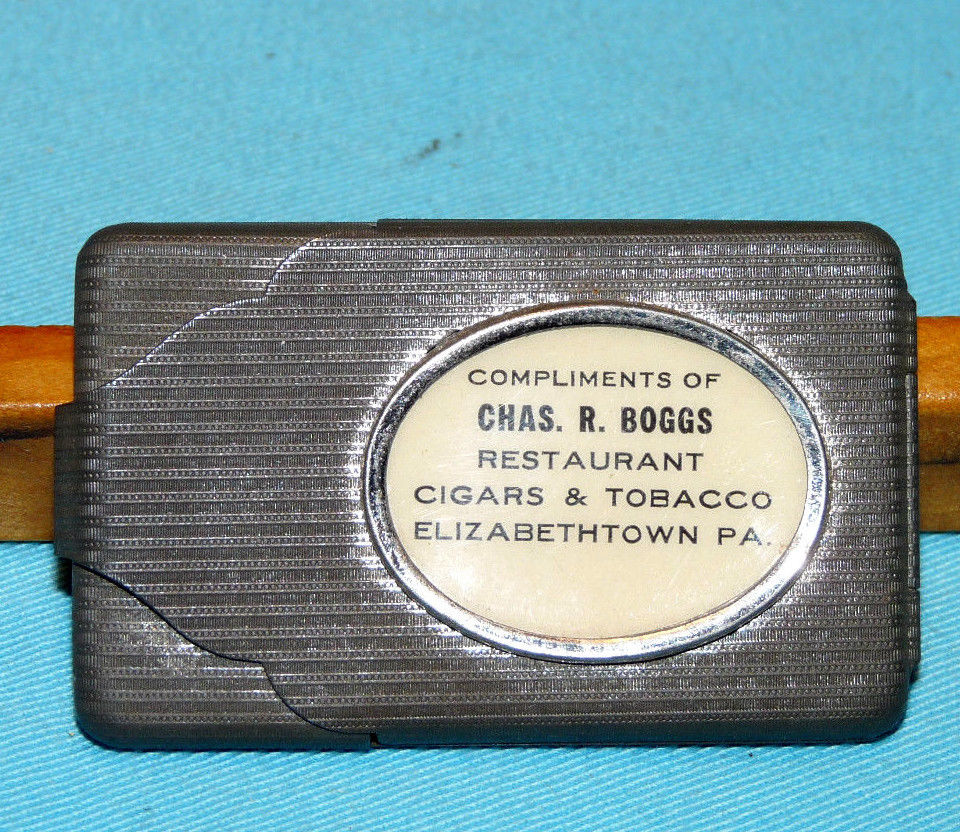 COMPLIMENTS OF
CHAS. R. BOGGS
RESTAURANT
CIGARS & TOBACCO
ELIZABETHTOWN PA.